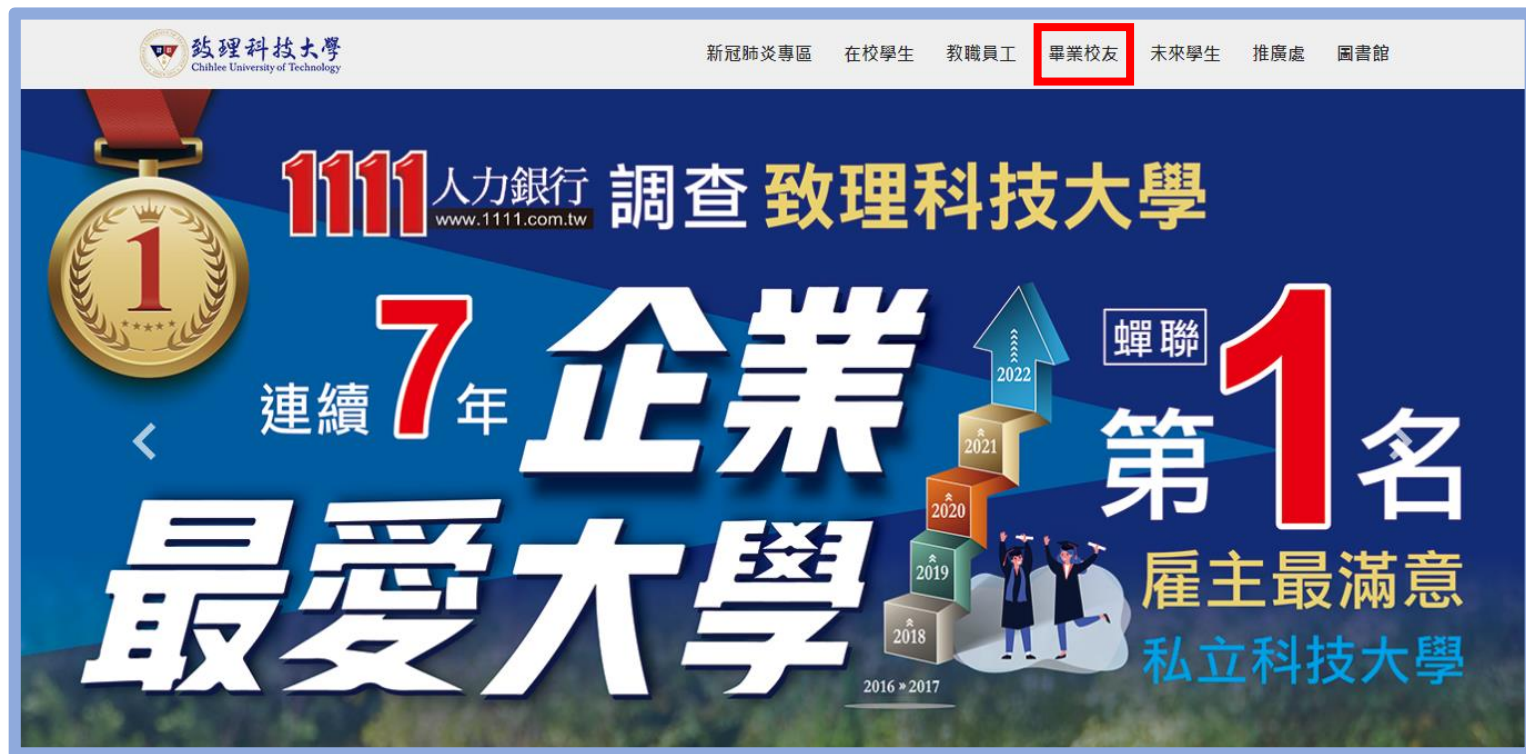 致理科技大學
Chihlee University of Technology
新冠肺炎專區 在校學生 教職員工 畢業校友 未來學生 推廣處 圖書館
1
1111人力銀行 調查 致理科技大學
www.1111.com.tw
連續7年 企業
最愛大學
2022
2021
2020
2019
2018
2016 » 2017
蟬聯
第1名
雇主最滿意
私立科技大學